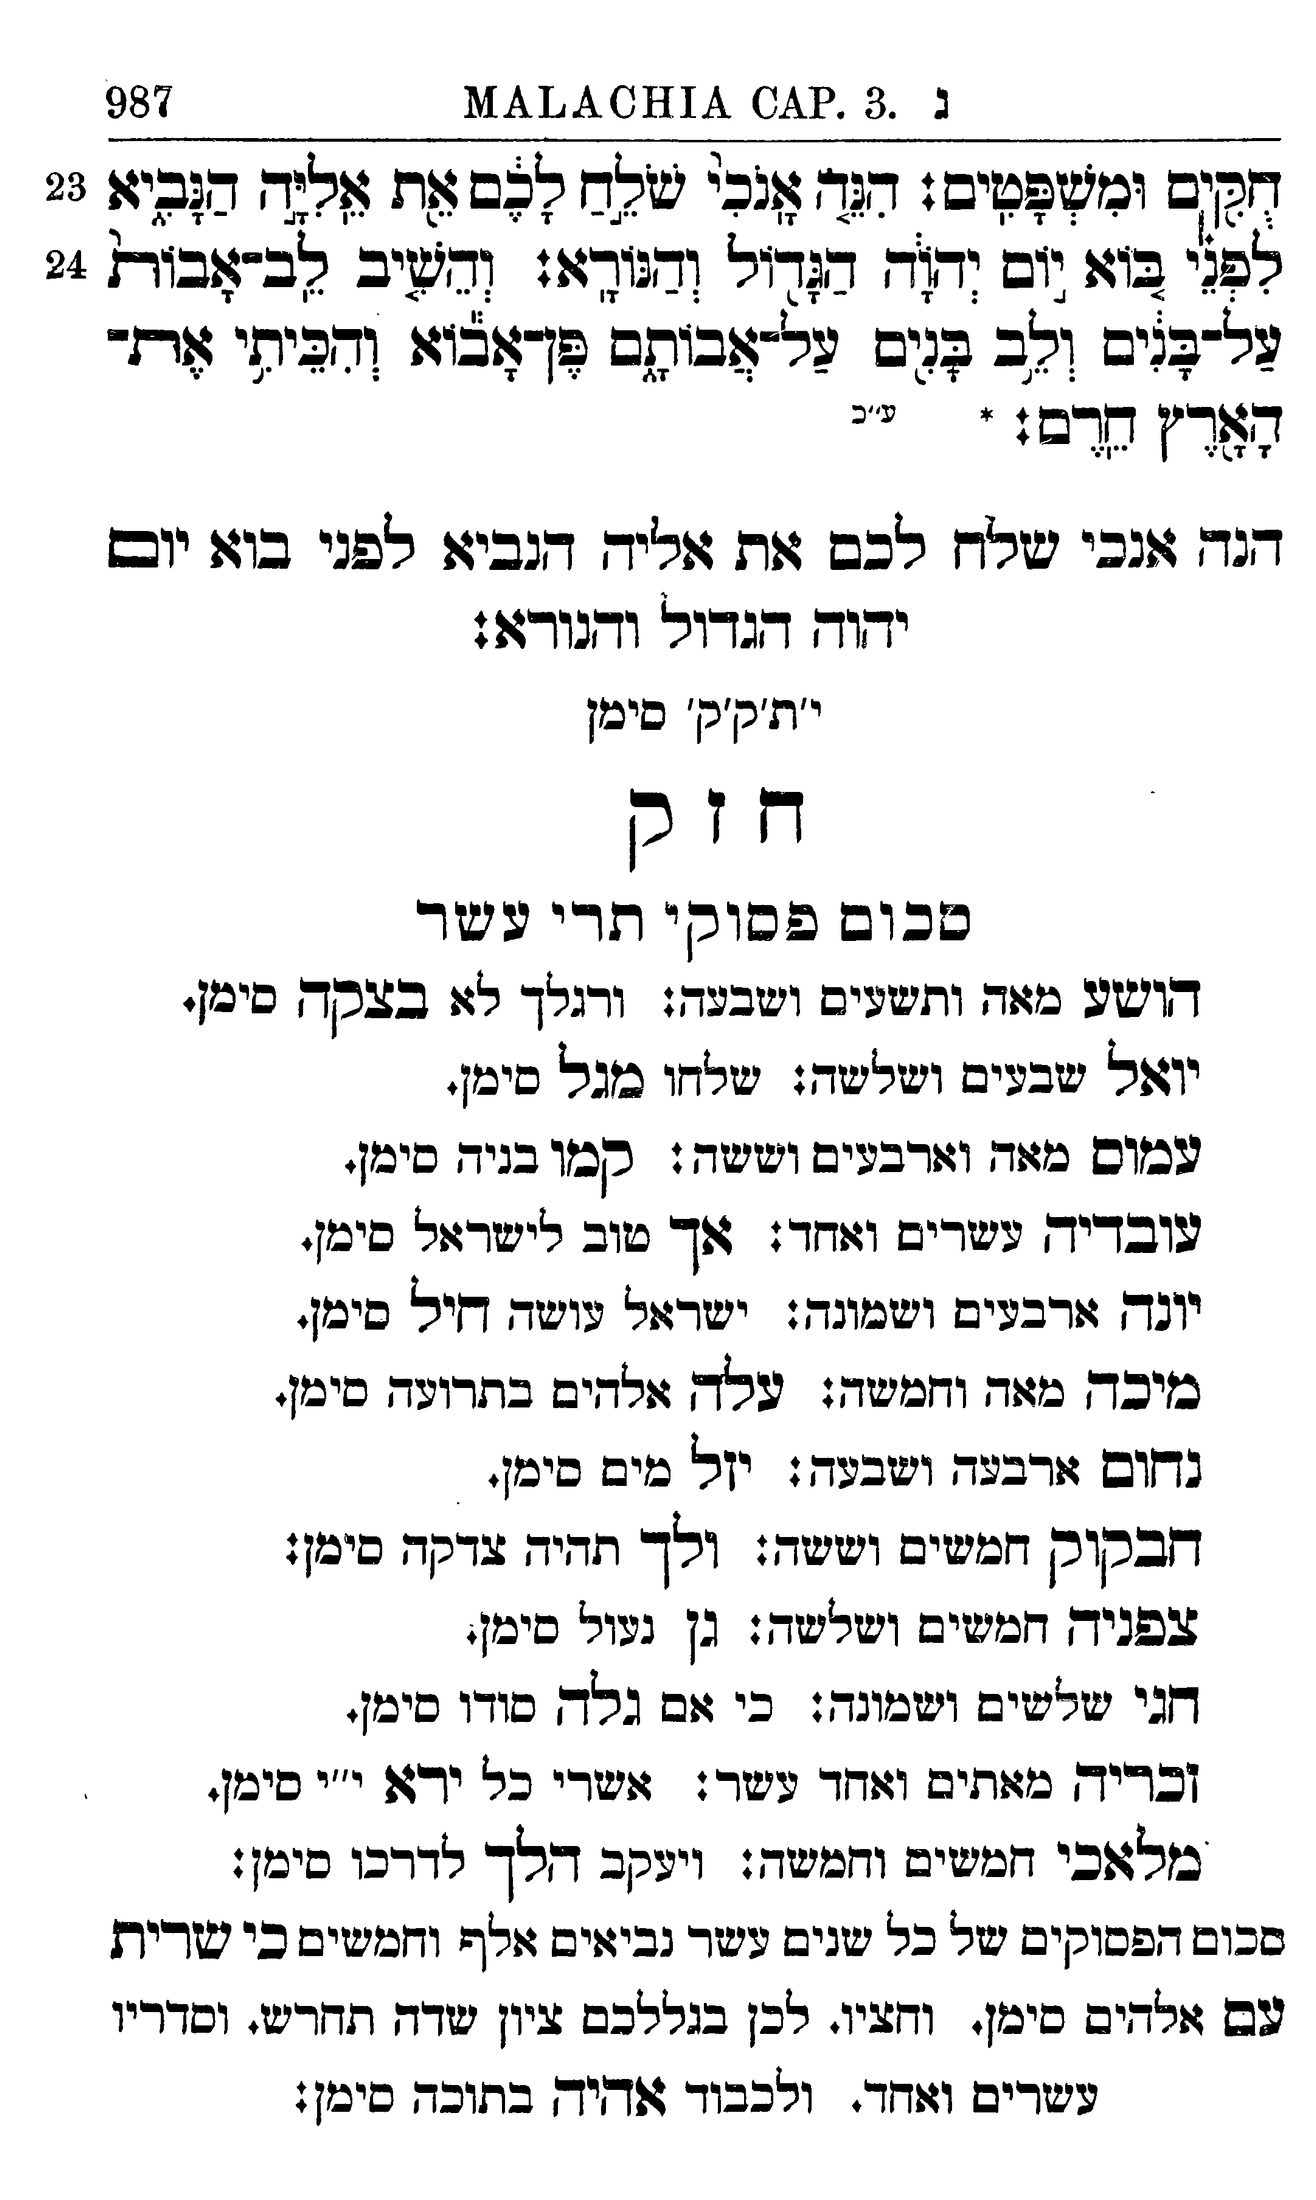 987 MALACHIA CAP. 3. ג
חֻקִּ֖ים וּמִשְׁפָּטִֽים׃ הִנֵּ֤ה אָֽנֹכִי֙ שֹׁלֵ֣חַ לָכֶ֔ם אֵ֖ת אֵֽלִיָּ֣ה הַנָּבִ֑יא 23
לִפְנֵ֗י בּ֚וֹא י֣וֹם יְהוָֹ֔ה הַגָּד֖וֹל וְהַנּוֹרָֽא׃ וְהֵשִׁ֤יב לֵֽב־אָבוֹת֙ 24
עַל־בָּנִ֔ים וְלֵ֥ב בָּנִ֖ים עַל־אֲבוֹתָ֑ם פֶּן־אָב֕וֹא וְהִכֵּיתִ֥י אֶת־
הָאָ֖רֶץ חֵֽרֶם׃ * ע״כ
הנה אנכי שלח לכם את אליה הנביא לפני בוא יום
יהוה הגדול והנורא׃
י׳ת׳ק׳ק׳ סימן
ח ז ק
סכום פסוקי תרי עשר
הושע מאה ותשעים ושבעה׃ ורגלך לא בצקה סימן.
יואל שבעים ושלשה׃ שלחו מגל סימן.
עמוס מאה וארבעים וששה׃ קמו בניה סימן.
עובדיה עשרים ואחד׃ אך טוב לישראל סימן.
יונה ארבעים ושמונה׃ ישראל עושה חיל סימן.
מיכה מאה וחמשה׃ עלה אלהים בתרועה סימן.
נחום ארבעה ושבעה׃ יזל מים סימן.
חבקוק חמשים וששה׃ ולך תהיה צדקה סימן׃
צפניה חמשים ושלשה׃ גן נעול סימן.
חגי שלשים ושמונה׃ כי אם גלה סודו סימן.
זכריה מאתים ואחד עשר׃ אשרי כל ירא י״י סימן.
מלאכי חמשים וחמשה׃ ויעקב הלך לדרכו סימן׃
סכום הפסוקים של כל שנים עשר נביאים אלף וחמשים כי שרית
עם אלהים סימן. וחציו. לכן בגללכם ציון שדה תחרש. וסדריו
עשרים ואחד. ולכבוד אהיה בתוכה סימן׃